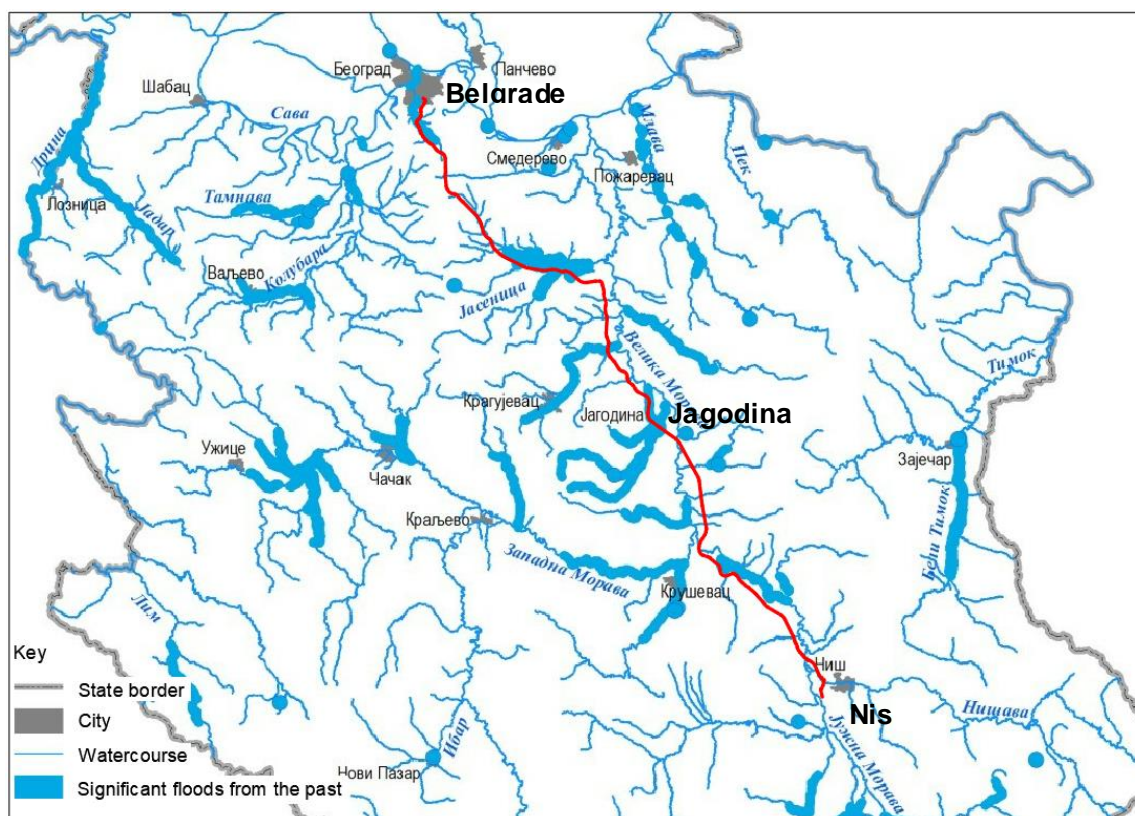 Београд
Панчево
Belgrade
Шабац
Сава
Млава
Пек
Смедерево
Пожаревац
Дрина
Лозница
Јадар
Тамнава
Ваљево
Колубара
Јасеница
Тимок
Велика Морава
Крагујевац
Јагодина
Jagodina
Ужице
Чачак
Зајечар
Краљево
Западна Морава
Бели Тимок
Крушевац
Лим
Key
State border
City
Watercourse
Significant floods from the past
Ибар
Нови Пазар
Ниш
Nis
Нишава
Јужна Морава